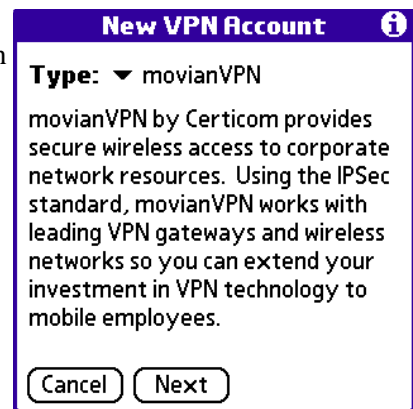 New VPN Account
n
Type: movianVPN
movianVPN by Certicom provides
secure wireless access to corporate
network resources. Using the IPSec
standard, movianVPN works with
leading VPN gateways and wireless
networks so you can extend your
investment in VPN technology to
mobile employees.
Cancel Next